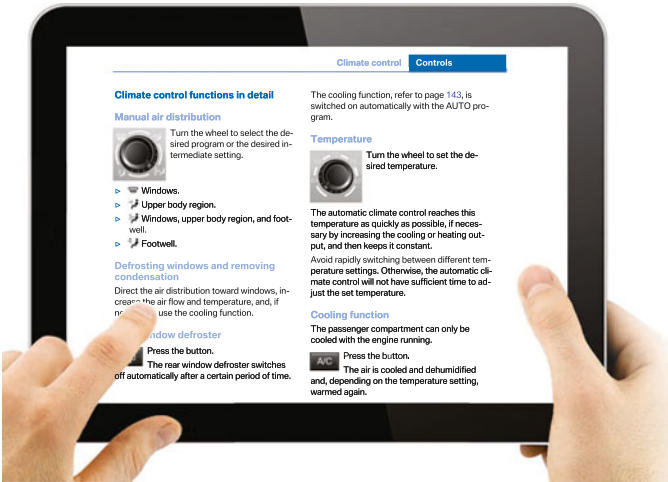 Climate control Controls
Climate control functions in detail
Manual air distribution
Turn the wheel to select the de-
sired program or the desired in-
termediate setting.
Windows.
Upper body region.
Windows, upper body region, and foot-
well.
Footwell.
Defrosting windows and removing
condensation
Direct the air distribution toward windows, in-
crease the air flow and temperature, and, if
use the cooling function.
window defroster
Press the button.
The rear window defroster switches
off automatically after a certain period of time.
The cooling function, refer to page 143, is
switched on automatically with the AUTO pro-
gram.
Temperature
Turn the wheel to set the de-
sired temperature.
The automatic climate control reaches this
temperature as quickly as possible, if neces-
sary by increasing the cooling or heating out-
put, and then keeps it constant.
Avoid rapidly switching between different tem-
perature settings. Otherwise, the automatic cli-
mate control will not have sufficient time to ad-
just the set temperature.
Cooling function
The passenger compartment can only be
cooled with the engine running.
A/C
Press the button.
The air is cooled and dehumidified
and, depending on the temperature setting,
warmed again.